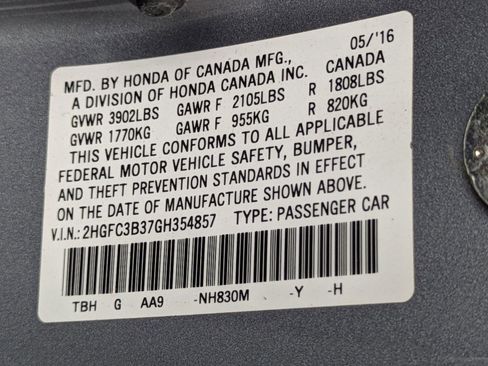 MFD. BY HONDA OF CANADA MFG., 05/'16
A DIVISION OF HONDA CANADA INC. CANADA
GVWR 3902LBS GAWR F 2105LBS R 1808LBS
GVWR 1770KG GAWR F 955KG R 820KG
THIS VEHICLE CONFORMS TO ALL APPLICABLE
FEDERAL MOTOR VEHICLE SAFETY, BUMPER,
AND THEFT PREVENTION STANDARDS IN EFFECT
ON THE DATE OF MANUFACTURE SHOWN ABOVE.
V.I.N.: 2HGFC3B37GH354857 TYPE: PASSENGER CAR
TBH G AA9 -NH830M -Y -H